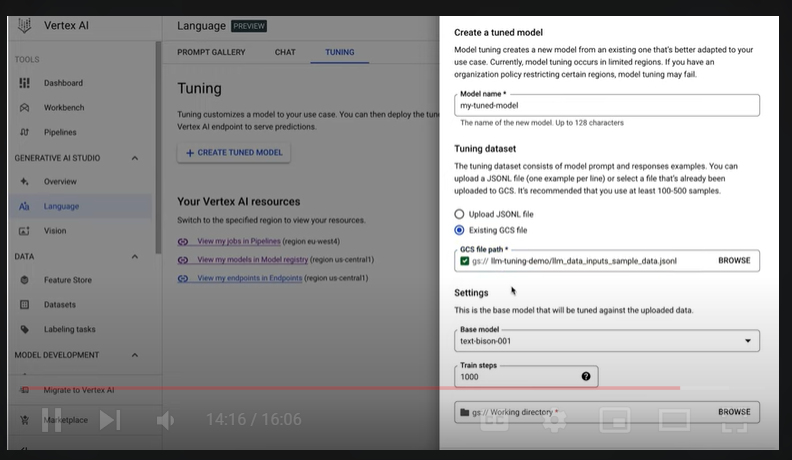 Vertex AI
TOOLS
Dashboard
Workbench
Pipelines
GENERATIVE AI STUDIO
Overview
Language
Vision
DATA
Feature Store
Datasets
Labeling tasks
MODEL DEVELOPMENT
Migrate to Vertex AI
Marketplace
Language PREVIEW
PROMPT GALLERY CHAT TUNING
Tuning
Tuning customizes a model to your use case. You can then deploy the tune
Vertex AI endpoint to serve predictions.
+ CREATE TUNED MODEL
Your Vertex AI resources
Switch to the specified region to view your resources.
View my jobs in Pipelines (region eu-west4)
View my models in Model registry (region us-central1)
View my endpoints in Endpoints (region us-central1)
Create a tuned model
Model tuning creates a new model from an existing one that's better adapted to your
use case. Currently, model tuning occurs in limited regions. If you have an
organization policy restricting certain regions, model tuning may fail.
Model name *
my-tuned-model
The name of the new model. Up to 128 characters
Tuning dataset
The tuning dataset consists of model prompt and responses examples. You can
upload a JSONL file (one example per line) or select a file that's already been
uploaded to GCS. It's recommended that you use at least 100-500 samples.
Upload JSONL file
Existing GCS file
GCS file path *
gs:// llm-tuning-demo/llm_data_inputs_sample_data.jsonl BROWSE
Settings
This is the base model that will be tuned against the uploaded data.
Base model
text-bison-001
Train steps
1000
gs:// Working directory * BROWSE
14:16 / 16:06
CC